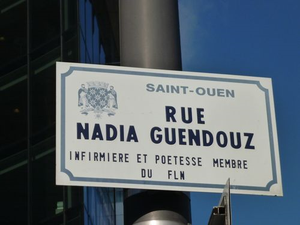 SAINT-OUEN
RUE
NADIA GUENDOUZ
INFIRMIERE ET POETESSE MEMBRE
DU FLN